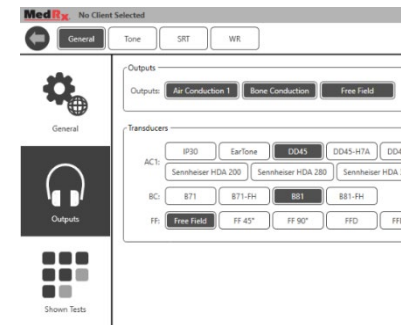 MedRx No Client Selected
General Tone SRT WR
Outputs
Outputs: Air Conduction 1 Bone Conduction Free Field
General
Transducers
AC1: IP30 EarTone DD45 DD45-H7A
Sennheiser HDA 200 Sennheiser HDA 280 Sennheiser HDA
BC: B71 B71-FH B81 B81-FH
Outputs
FF: Free Field FF 45° FF 90° FFD
Shown Tests